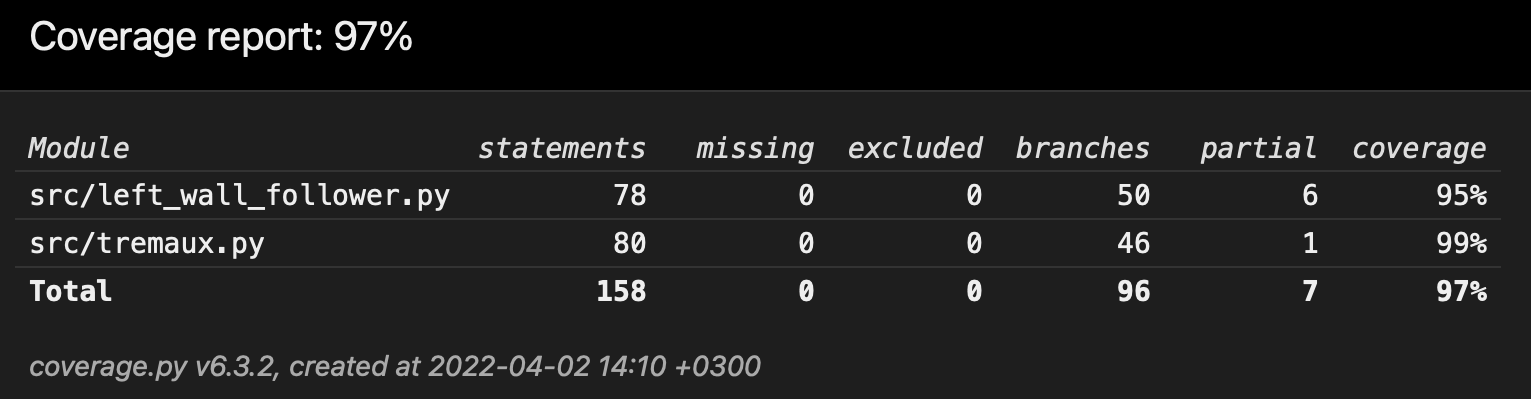 Coverage report: 97%
Module statements missing excluded branches partial coverage
src/left_wall_follower.py 78 0 0 50 6 95%
src/tremaux.py 80 0 0 46 1 99%
Total 158 0 0 96 7 97%
coverage.py v6.3.2, created at 2022-04-02 14:10 +0300